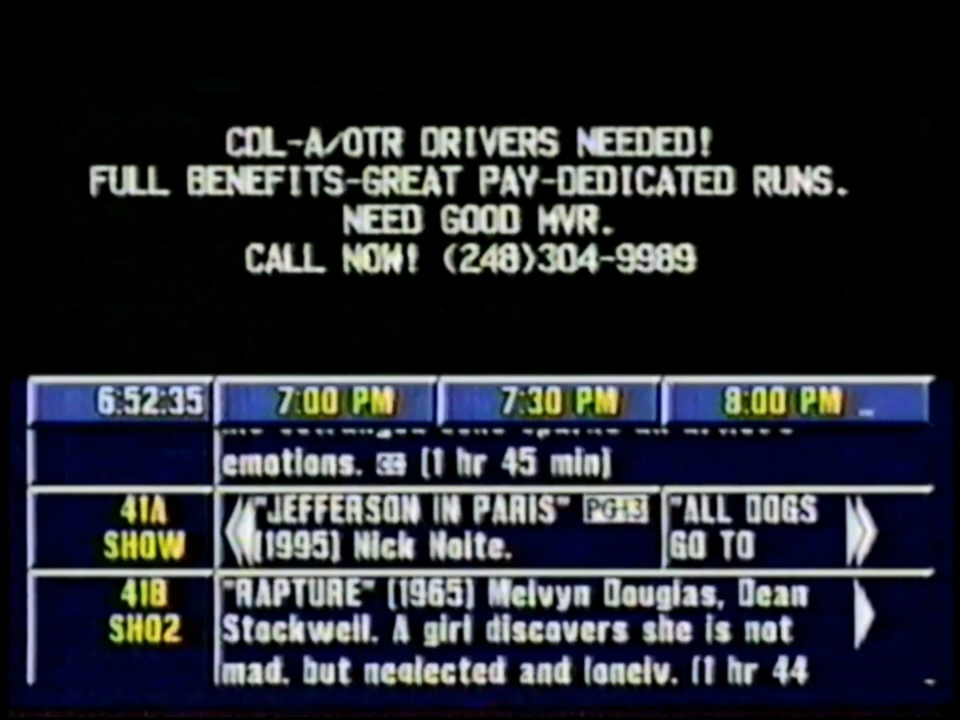 CDL-A/OTR DRIVERS NEEDED!
FULL BENEFITS-GREAT PAY-DEDICATED RUNS.
NEED GOOD MVR.
CALL NOW! (248)304-9989
6:52:35 7:00 PM 7:30 PM 8:00 PM
emotions. CC (1 hr 45 min)
41A "JEFFERSON IN PARIS" PG-13 "ALL DOGS
SHOW (1995) Nick Nolte. GO TO
41B "RAPTURE" (1965) Melvyn Douglas, Dean
SHO2 Stockwell. A girl discovers she is not
mad, but neglected and lonely. (1 hr 44